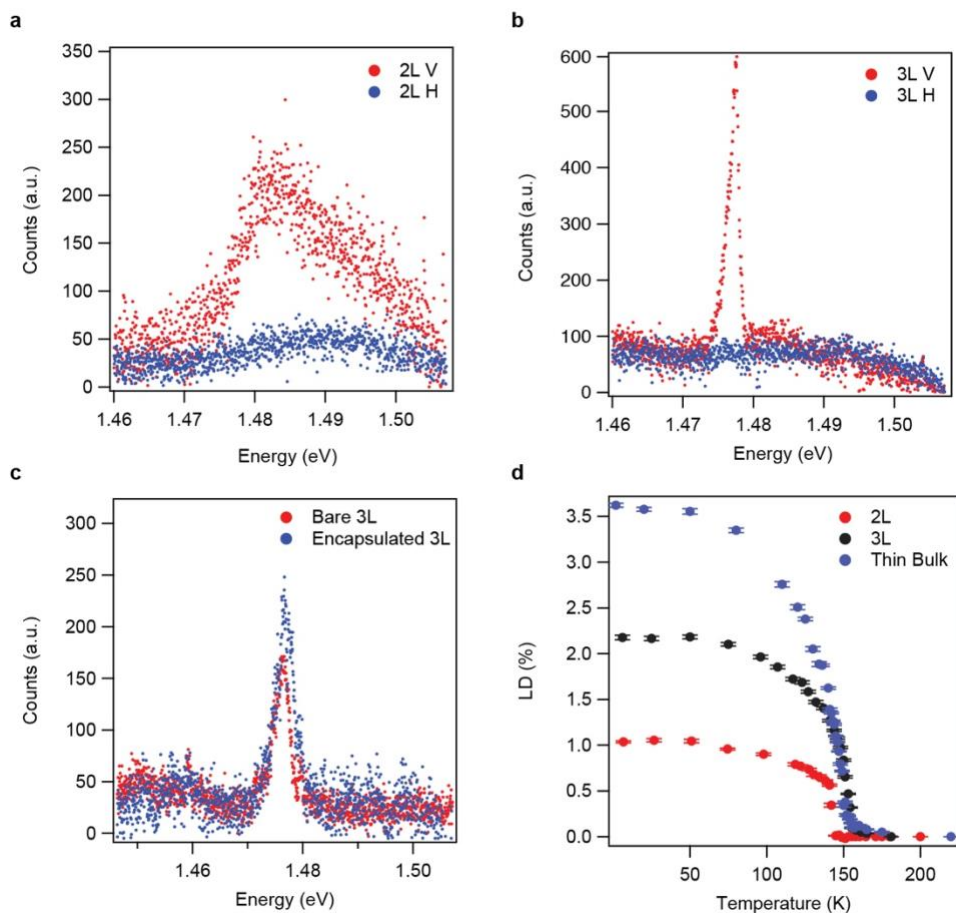 a
350
300
250
200
150
100
50
0
Counts (a.u.)
2L V
2L H
1.46 1.47 1.48 1.49 1.50
Energy (eV)
b
600
500
400
300
200
100
0
Counts (a.u.)
3L V
3L H
1.46 1.47 1.48 1.49 1.50
Energy (eV)
c
300
250
200
150
100
50
0
Counts (a.u.)
Bare 3L
Encapsulated 3L
1.46 1.48 1.50
Energy (eV)
d
3.5
3.0
2.5
2.0
1.5
1.0
0.5
0.0
LD (%)
2L
3L
Thin Bulk
50 100 150 200
Temperature (K)